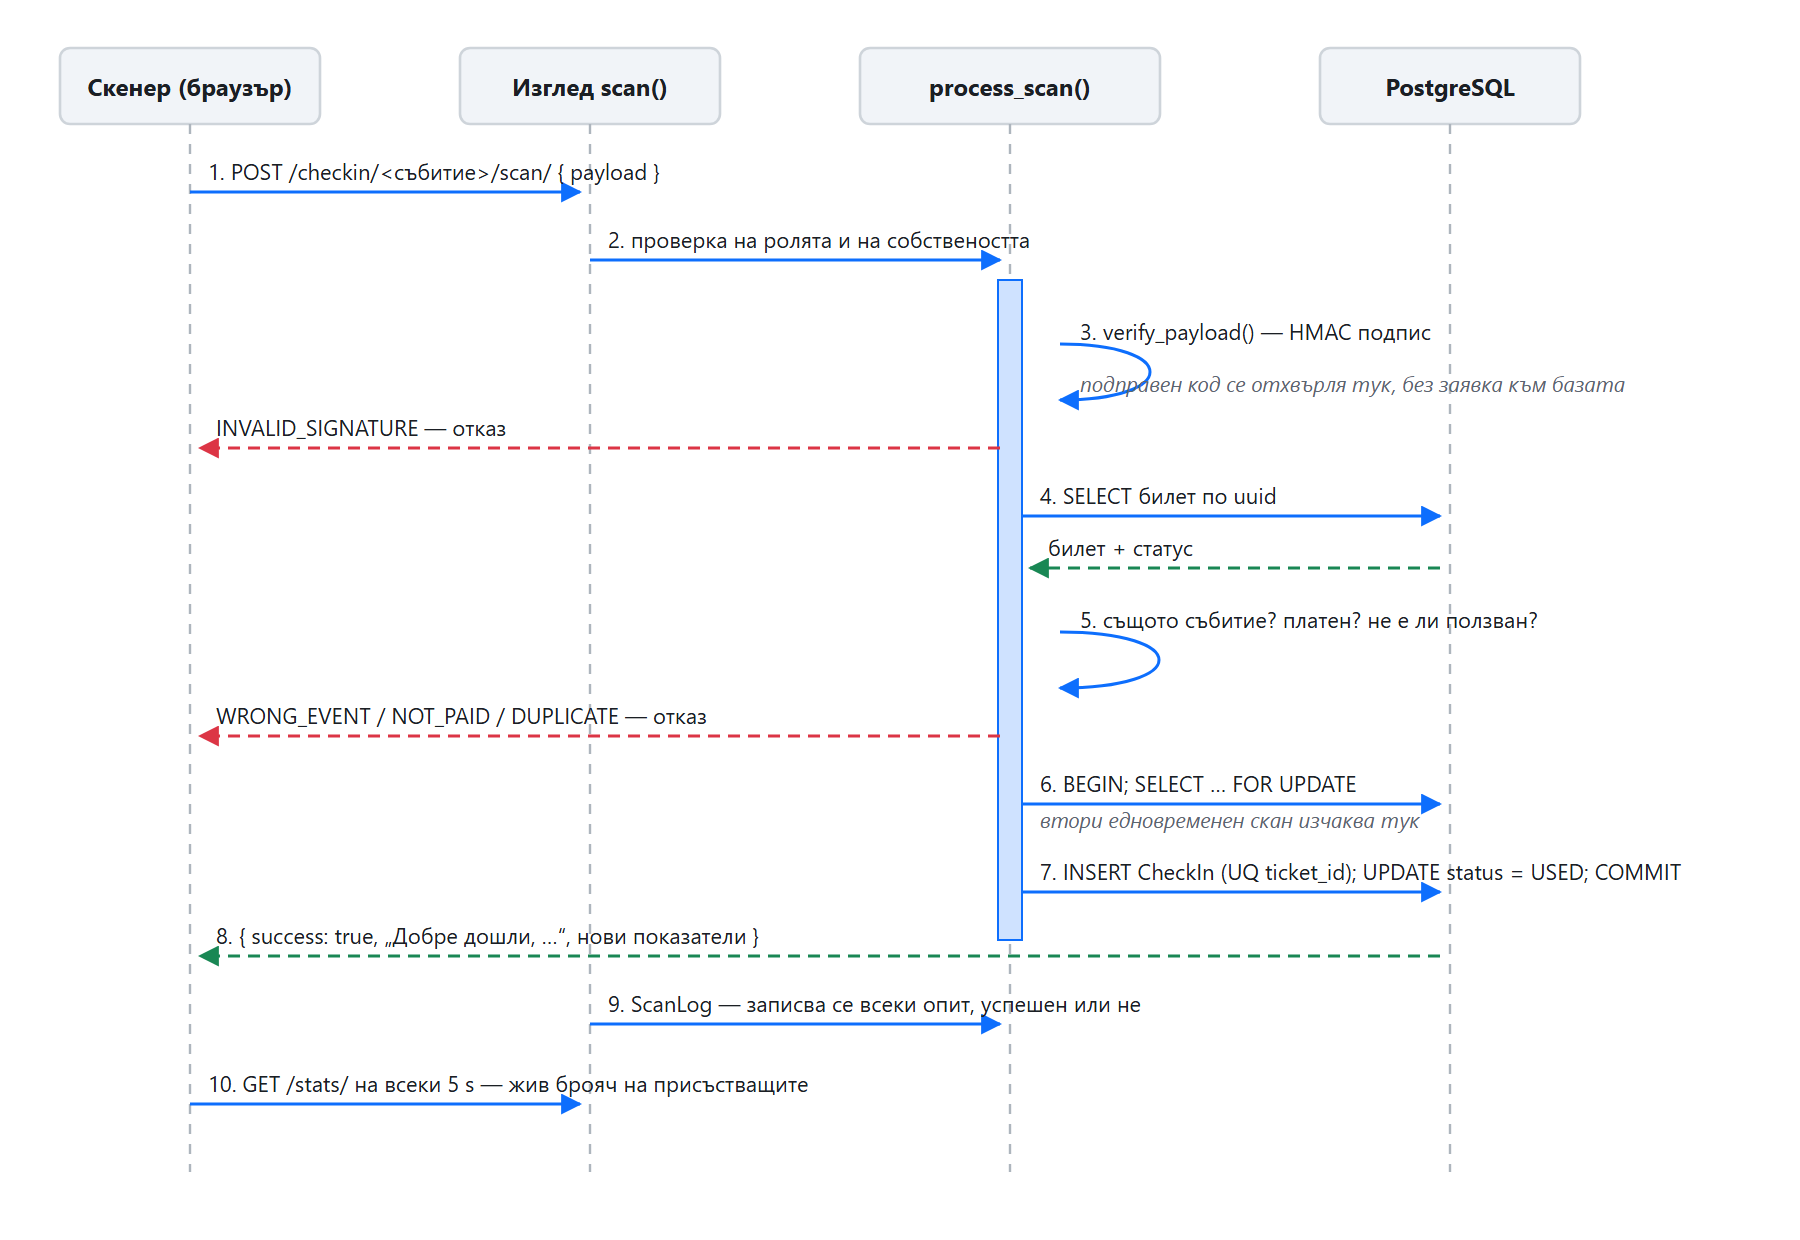 Скенер (браузър)
Изглед scan()
process_scan()
PostgreSQL
1. POST /checkin/<събитие>/scan/ { payload }
2. проверка на ролята и на собствеността
3. verify_payload() — НМАС подпис
подправен код се отхвърля тук, без заявка към базата
INVALID_SIGNATURE — отказ
4. SELECT билет по uuid
билет + статус
5. същото събитие? платен? не е ли ползван?
WRONG_EVENT / NOT_PAID / DUPLICATE — отказ
6. BEGIN; SELECT ... FOR UPDATE
втори едновременен скан изчаква тук
7. INSERT CheckIn (UQ ticket_id); UPDATE status = USED; COMMIT
8. { success: true, „Добре дошли, ...“, нови показатели }
9. ScanLog — записва се всеки опит, успешен или не
10. GET /stats/ на всеки 5 s — жив брояч на присъстващите